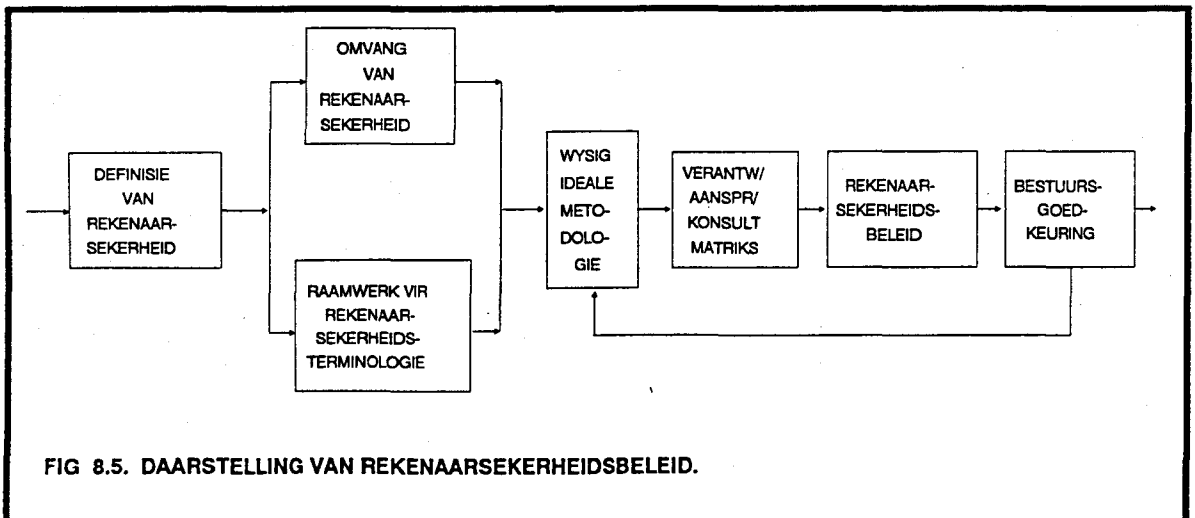 DEFINISIE
VAN
REKENAAR-
SEKERHEID
OMVANG
VAN
REKENAAR-
SEKERHEID
RAAMWERK VIR
REKENAAR-
SEKERHEIDS-
TERMINOLOGIE
WYSIG
IDEALE
METO-
DOLO-
GIE
VERANTW/
AANSPR/
KONSULT
MATRIKS
REKENAAR-
SEKERHEIDS-
BELEID
BESTUURS-
GOED-
KEURING
FIG 8.5. DAARSTELLING VAN REKENAARSEKERHEIDSBELEID.